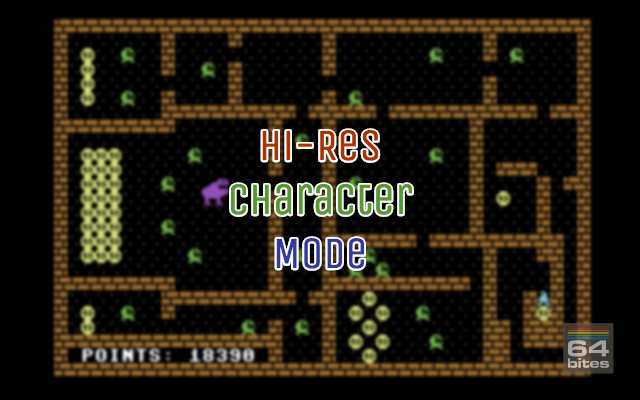 Hi-Res
Character
Mode
POINTS: 18390
64
bites